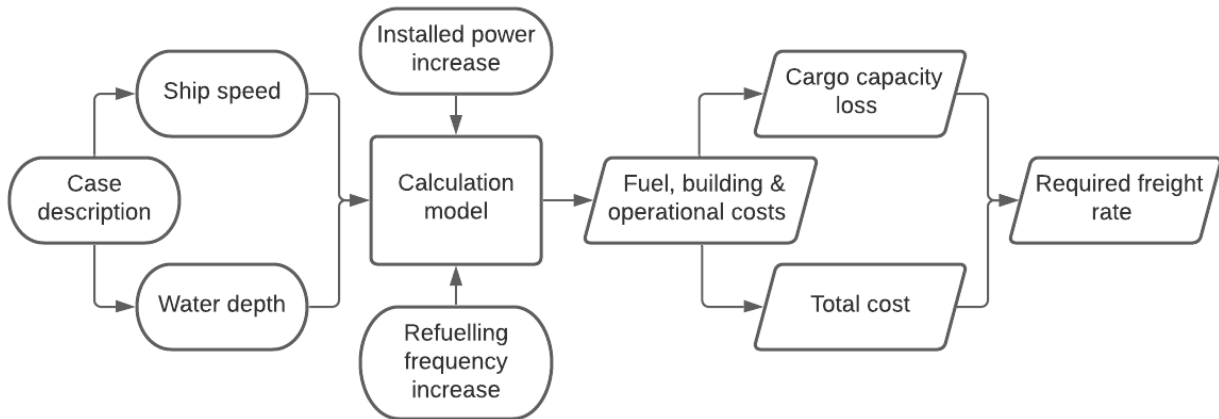 Installed power
increase
Ship speed
Cargo capacity
loss
Case
description
Calculation
model
Fuel, building &
operational costs
Required freight
rate
Water depth
Total cost
Refuelling
frequency
increase